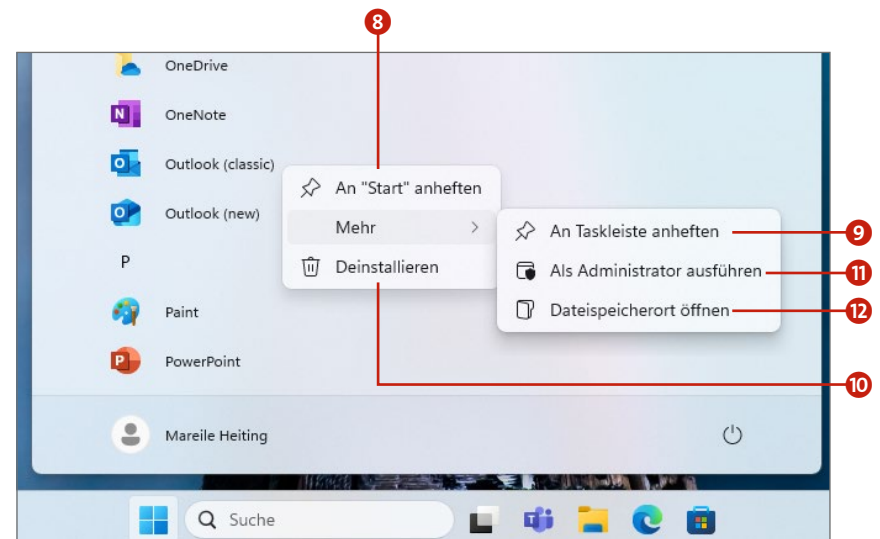 8
OneDrive
OneNote
Outlook (classic)
An "Start" anheften
Outlook (new)
Mehr
An Taskleiste anheften
9
P
Deinstallieren
Als Administrator ausführen
11
Paint
Dateispeicherort öffnen
12
PowerPoint
10
Mareile Heiting
Suche